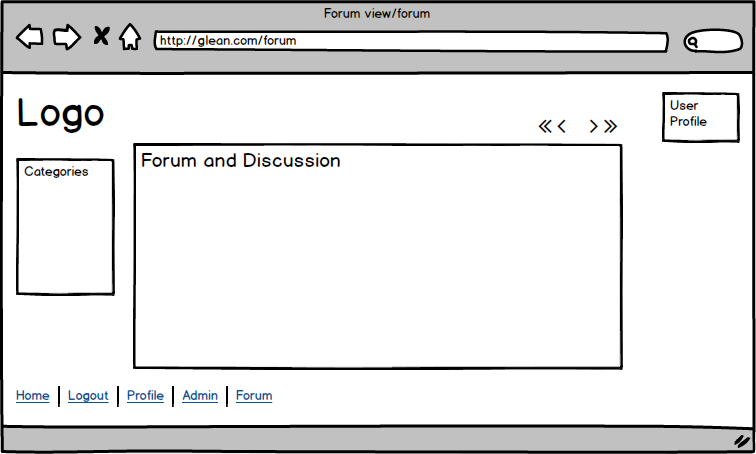 Forum view/forum
http://glean.com/forum
Logo
User
Profile
Categories
Forum and Discussion
Home
Logout
Profile
Admin
Forum